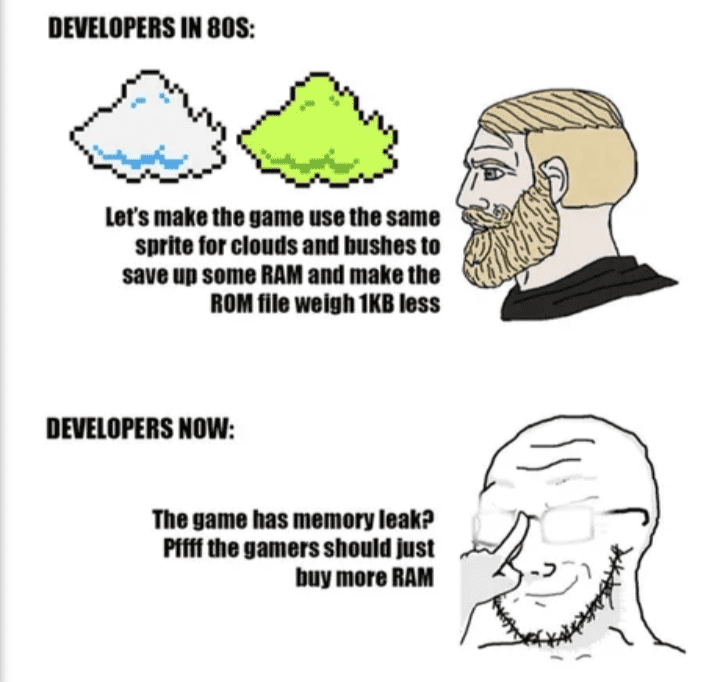 DEVELOPERS IN 80S:
Let's make the game use the same
sprite for clouds and bushes to
save up some RAM and make the
ROM file weigh 1KB less
DEVELOPERS NOW:
The game has memory leak?
Pffff the gamers should just
buy more RAM